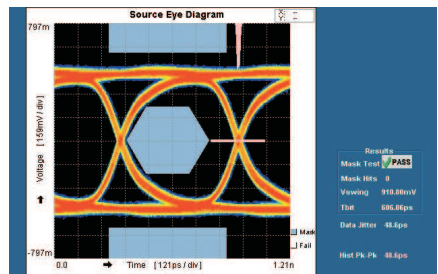 Source Eye Diagram
X: --
Y: --
797m
Voltage [159mV / div]
-797m
0.0
Time [121ps / div]
1.21n
Mask
Fail
Results
Mask Test PASS
Mask Hits 0
Vswing 910.80mV
Tbit 606.06ps
Data Jitter 48.6ps
Hist Pk-Pk 48.6ps